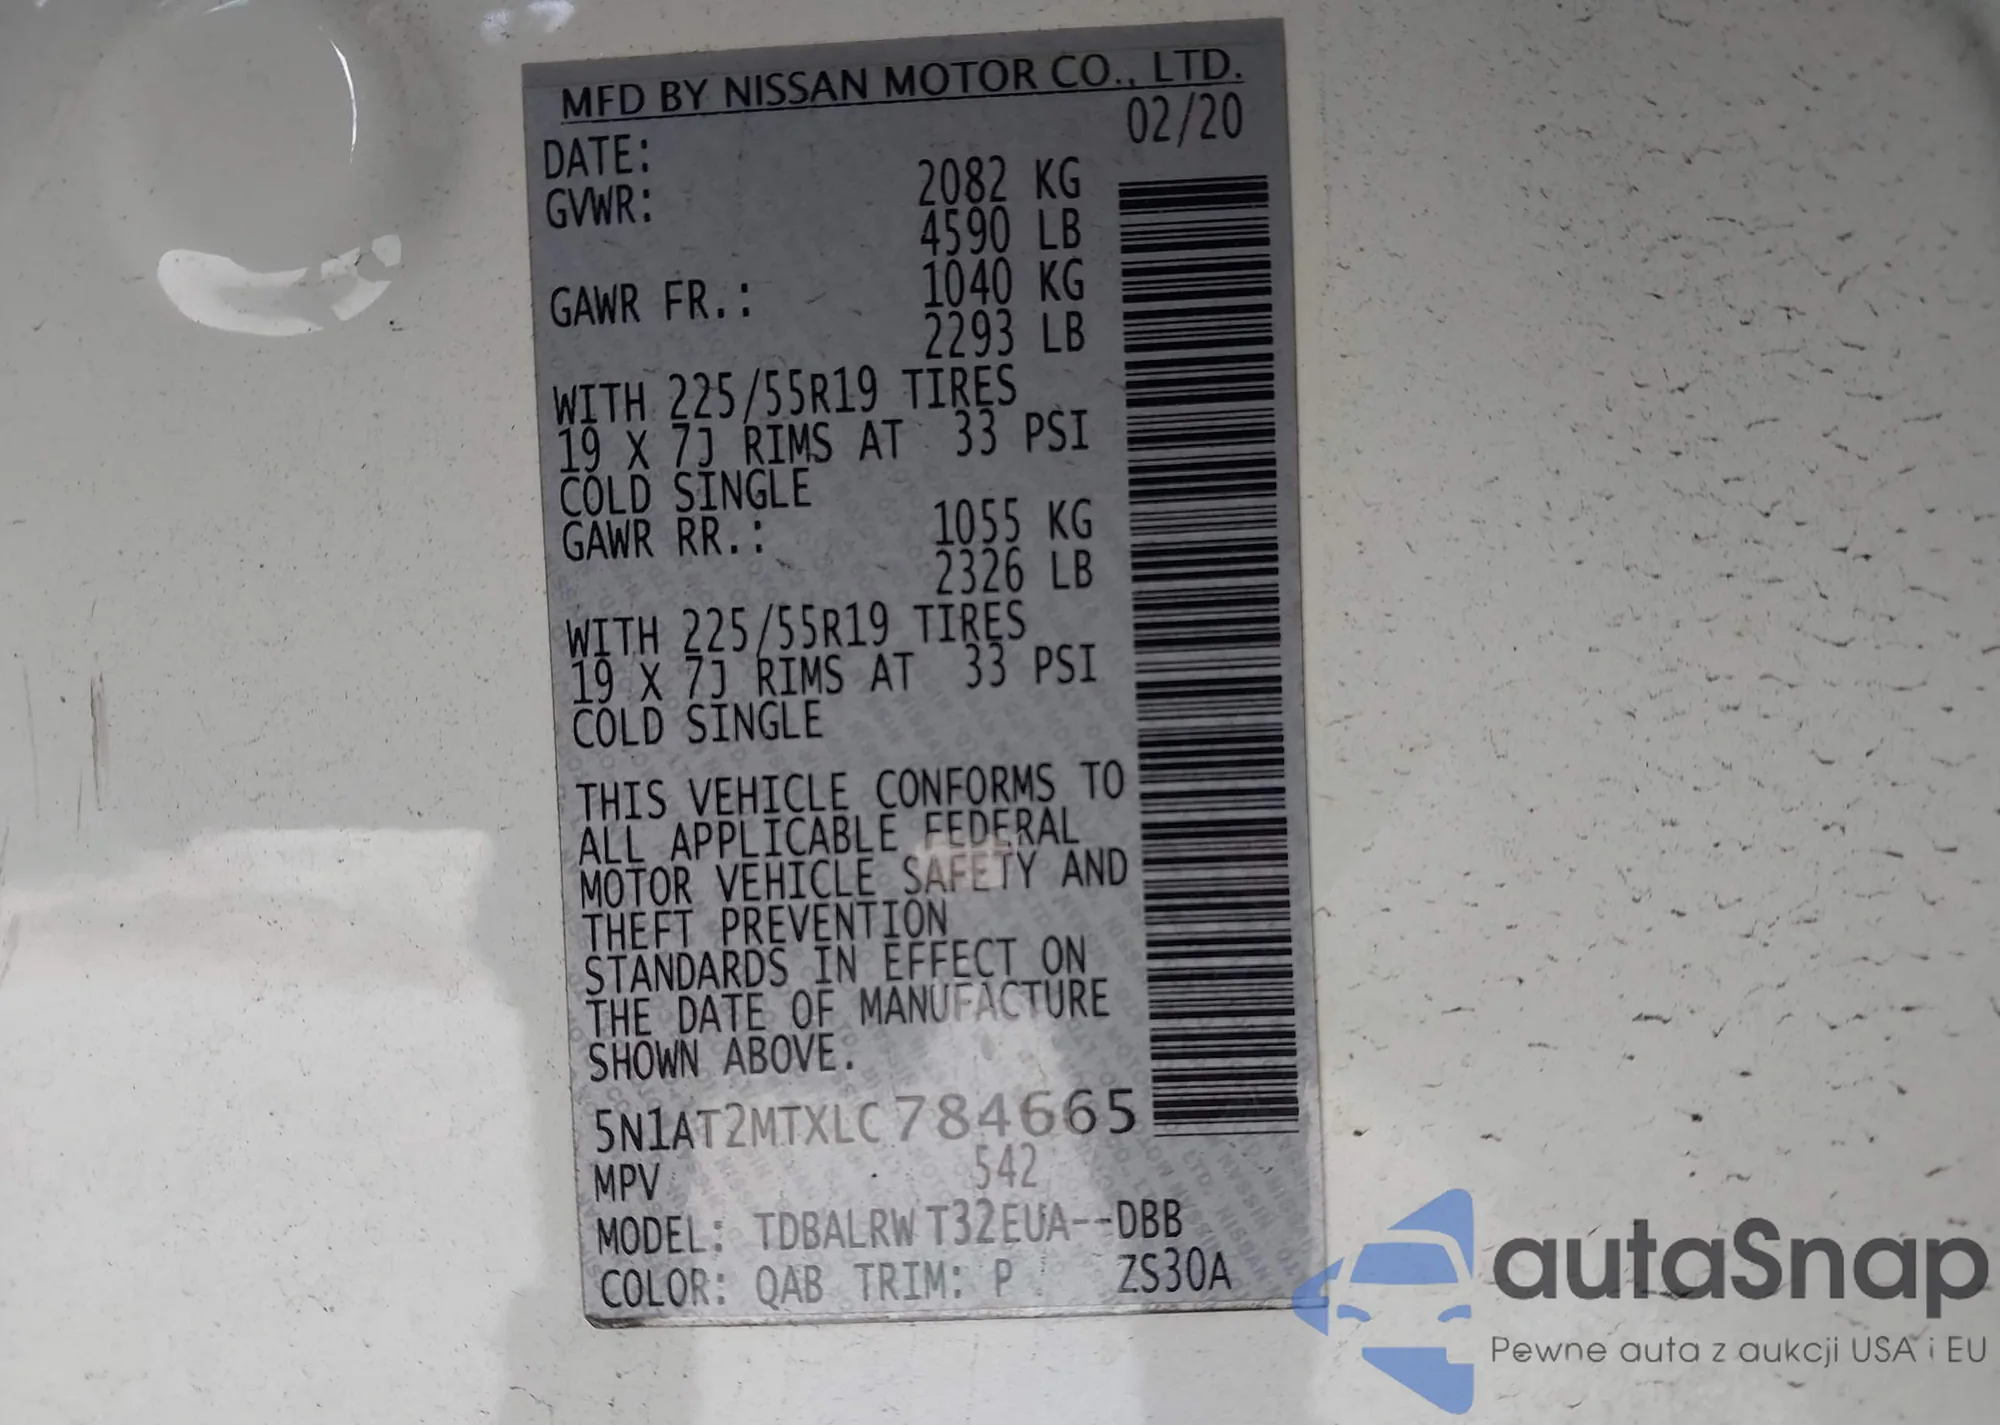 MFD BY NISSAN MOTOR CO., LTD.
DATE: 02/20
GVWR: 2082 KG
4590 LB
GAWR FR.: 1040 KG
2293 LB
WITH 225/55R19 TIRES
19 X 7J RIMS AT 33 PSI
COLD SINGLE
GAWR RR.: 1055 KG
2326 LB
WITH 225/55R19 TIRES
19 X 7J RIMS AT 33 PSI
COLD SINGLE
THIS VEHICLE CONFORMS TO
ALL APPLICABLE FEDERAL
MOTOR VEHICLE SAFETY AND
THEFT PREVENTION
STANDARDS IN EFFECT ON
THE DATE OF MANUFACTURE
SHOWN ABOVE.
5N1AT2MTXLC784665
MPV 542
MODEL: TDBALRW T32EUA--DBB
COLOR: QAB TRIM: P ZS30A
autaSnap
Pewne auta z aukcji USA i EU